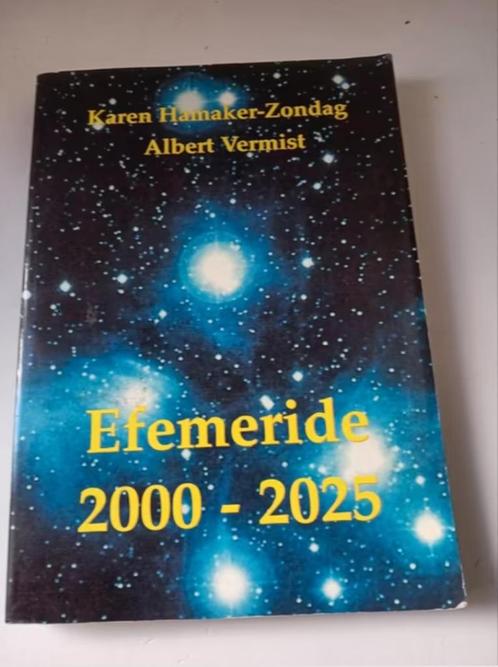 Karen Hamaker-Zondag
Albert Vermist
Efemeride
2000 - 2025